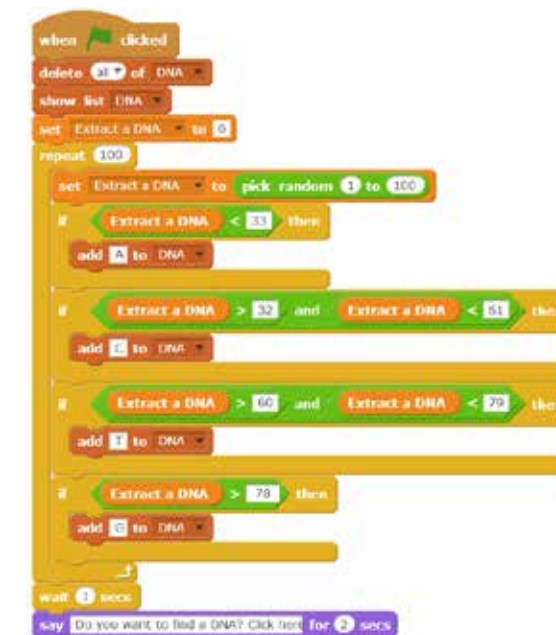 when clicked
delete all of DNA
show list DNA
set Extract a DNA to 0
repeat 100
set Extract a DNA to pick random 1 to 100
if Extract a DNA < 33 then
add A to DNA
if Extract a DNA > 32 and Extract a DNA < 61 the
add C to DNA
if Extract a DNA > 60 and Extract a DNA < 79 the
add T to DNA
if Extract a DNA > 78 then
add G to DNA
wait 1 secs
say Do you want to find a DNA? Click here for 2 secs